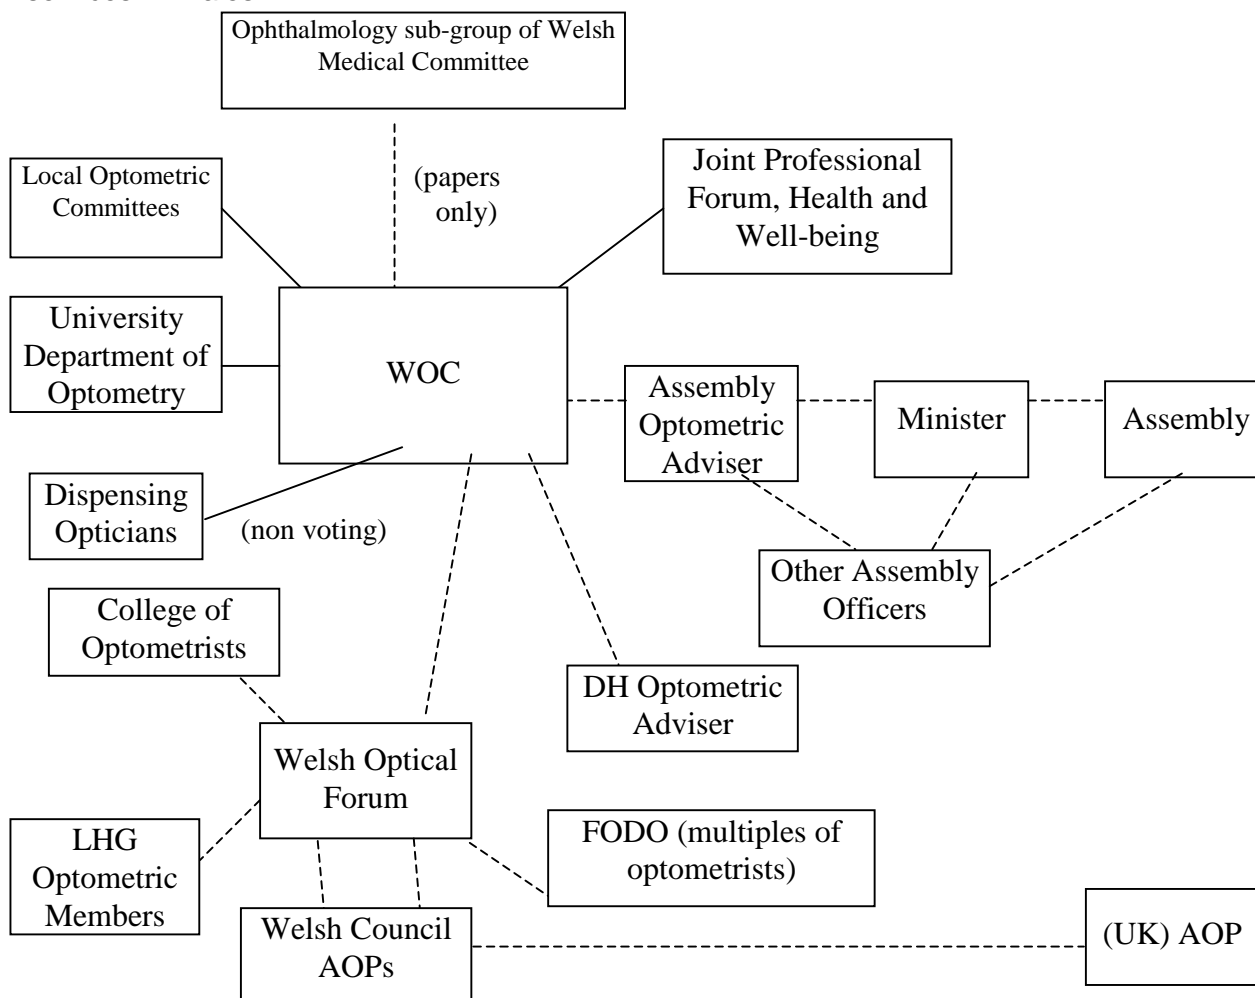 Ophthalmology sub-group of Welsh
Medical Committee
Local Optometric
Committees
(papers
only)
Joint Professional
Forum, Health and
Well-being
University
Department of
Optometry
WOC
Assembly
Optometric
Adviser
Minister
Assembly
Dispensing
Opticians
(non voting)
Other Assembly
Officers
College of
Optometrists
DH Optometric
Adviser
Welsh Optical
Forum
LHG
Optometric
Members
FODO (multiples of
optometrists)
Welsh Council
AOPs
(UK) AOP